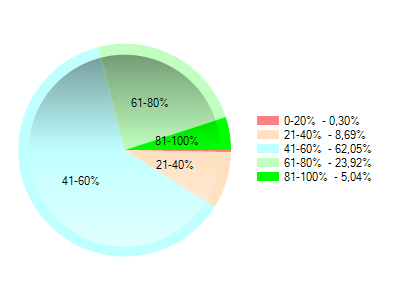 61-80%
81-100%
21-40%
41-60%
0-20% - 0,30%
21-40% - 8,69%
41-60% - 62,05%
61-80% - 23,92%
81-100% - 5,04%